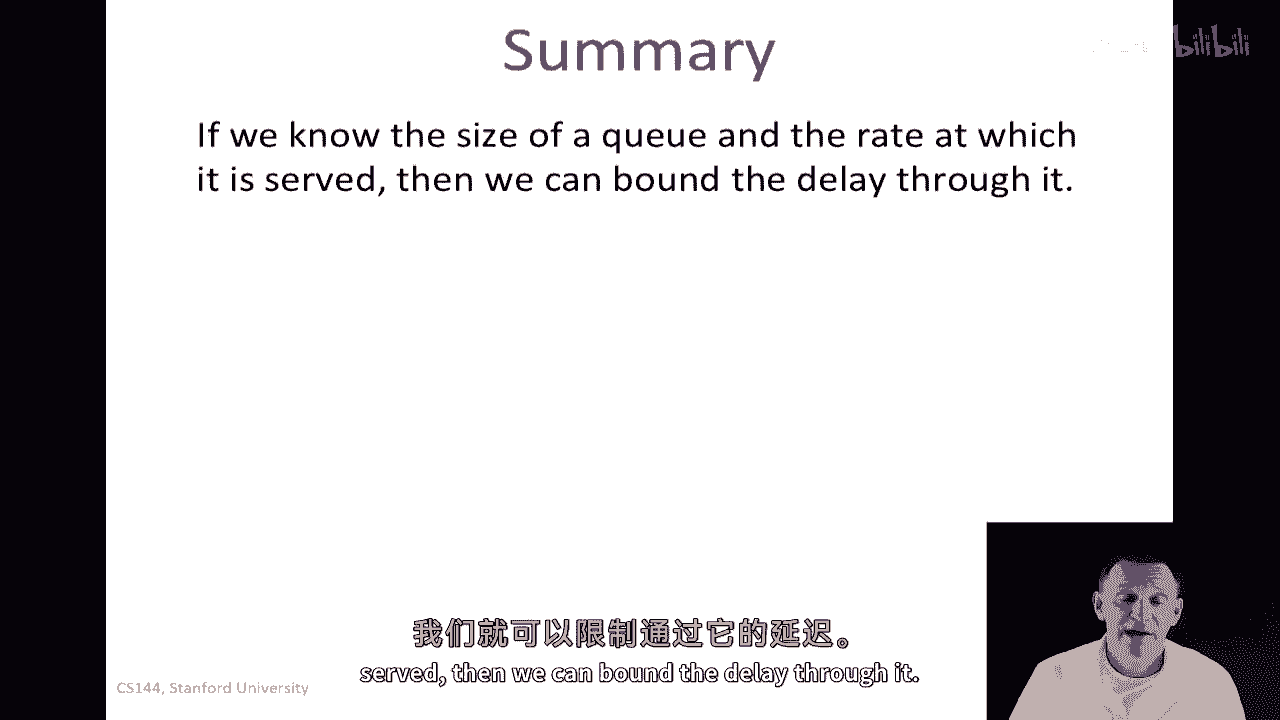 Summary
bilibili
If we know the size of a queue and the rate at which
it is served, then we can bound the delay through it.
我们就可以限制通过它的延迟。
served, then we can bound the delay through it.
CS144, Stanford University